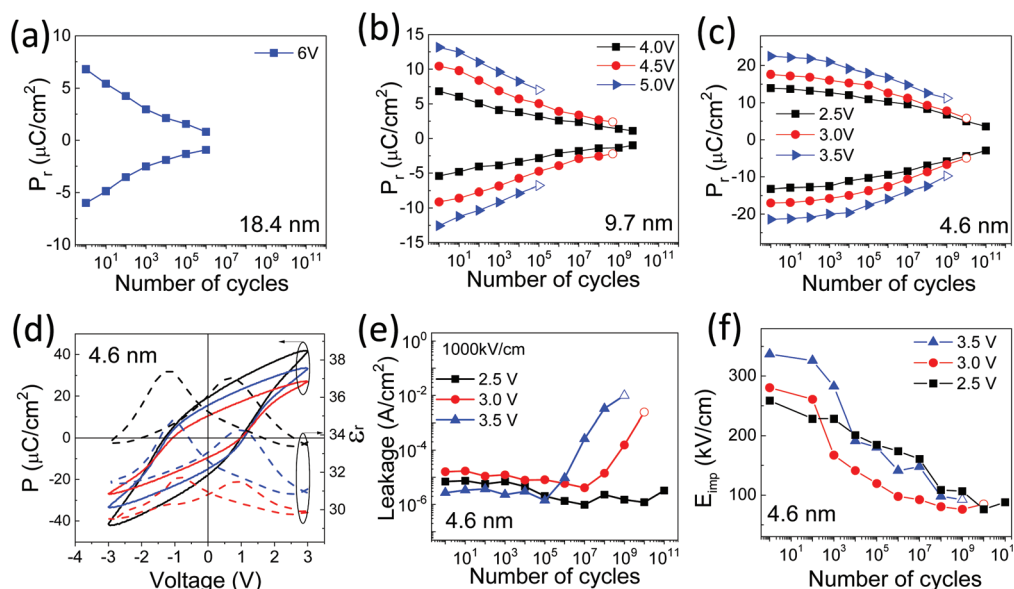 (a)
10
5
0
-5
-10
P_r (μC/cm²)
6V
18.4 nm
10¹ 10³ 10⁵ 10⁷ 10⁹ 10¹¹
Number of cycles
(b)
15
10
5
0
-5
-10
-15
P_r (μC/cm²)
4.0V
4.5V
5.0V
9.7 nm
10¹ 10³ 10⁵ 10⁷ 10⁹ 10¹¹
Number of cycles
(c)
20
10
0
-10
-20
P_r (μC/cm²)
2.5V
3.0V
3.5V
4.6 nm
10¹ 10³ 10⁵ 10⁷ 10⁹ 10¹¹
Number of cycles
(d)
4.6 nm
40
20
0
-20
-40
P (μC/cm²)
38
36
34
32
30
ε_r
-3 -2 -1 0 1 2 3
Voltage (V)
(e)
10⁰
10⁻²
10⁻⁴
10⁻⁶
Leakage (A/cm²)
1000kV/cm
2.5 V
3.0 V
3.5 V
4.6 nm
10¹ 10³ 10⁵ 10⁷ 10⁹ 10¹¹
Number of cycles
(f)
300
200
100
E_imp (kV/cm)
3.5 V
3.0 V
2.5 V
4.6 nm
10¹ 10³ 10⁵ 10⁷ 10⁹ 10¹
Number of cycles